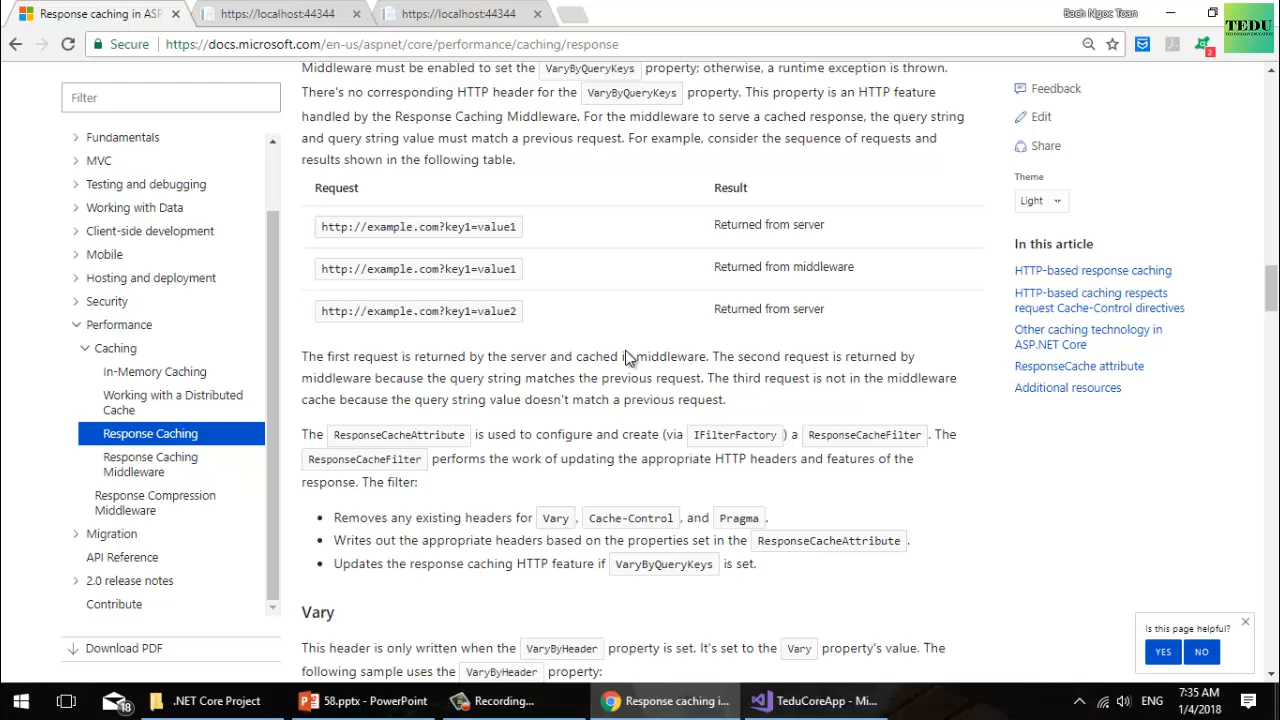 Response caching in ASP
https://localhost:44344
https://localhost:44344
Bach Ngoc Toan
TEDU
Secure
https://docs.microsoft.com/en-us/aspnet/core/performance/caching/response
2
Filter
Fundamentals
MVC
Testing and debugging
Working with Data
Client-side development
Mobile
Hosting and deployment
Security
Performance
Caching
In-Memory Caching
Working with a Distributed
Cache
Response Caching
Response Caching
Middleware
Response Compression
Middleware
Migration
API Reference
2.0 release notes
Contribute
Download PDF
Middleware must be enabled to set the VaryByQueryKeys property; otherwise, a runtime exception is thrown.
There's no corresponding HTTP header for the VaryByQueryKeys property. This property is an HTTP feature
handled by the Response Caching Middleware. For the middleware to serve a cached response, the query string
and query string value must match a previous request. For example, consider the sequence of requests and
results shown in the following table.
Request Result
http://example.com?key1=value1 Returned from server
http://example.com?key1=value1 Returned from middleware
http://example.com?key1=value2 Returned from server
The first request is returned by the server and cached in middleware. The second request is returned by
middleware because the query string matches the previous request. The third request is not in the middleware
cache because the query string value doesn't match a previous request.
The ResponseCacheAttribute is used to configure and create (via IFilterFactory) a ResponseCacheFilter. The
ResponseCacheFilter performs the work of updating the appropriate HTTP headers and features of the
response. The filter:
• Removes any existing headers for Vary, Cache-Control, and Pragma.
• Writes out the appropriate headers based on the properties set in the ResponseCacheAttribute.
• Updates the response caching HTTP feature if VaryByQueryKeys is set.
Vary
This header is only written when the VaryByHeader property is set. It's set to the Vary property's value. The
following sample uses the VaryByHeader property:
Feedback
Edit
Share
Theme
Light
In this article
HTTP-based response caching
HTTP-based caching respects
request Cache-Control directives
Other caching technology in
ASP.NET Core
ResponseCache attribute
Additional resources
Is this page helpful?
YES NO
18
.NET Core Project
58.pptx - PowerPoint
Recording...
Response caching i...
TeduCoreApp - Mi...
ENG
7:35 AM
1/4/2018